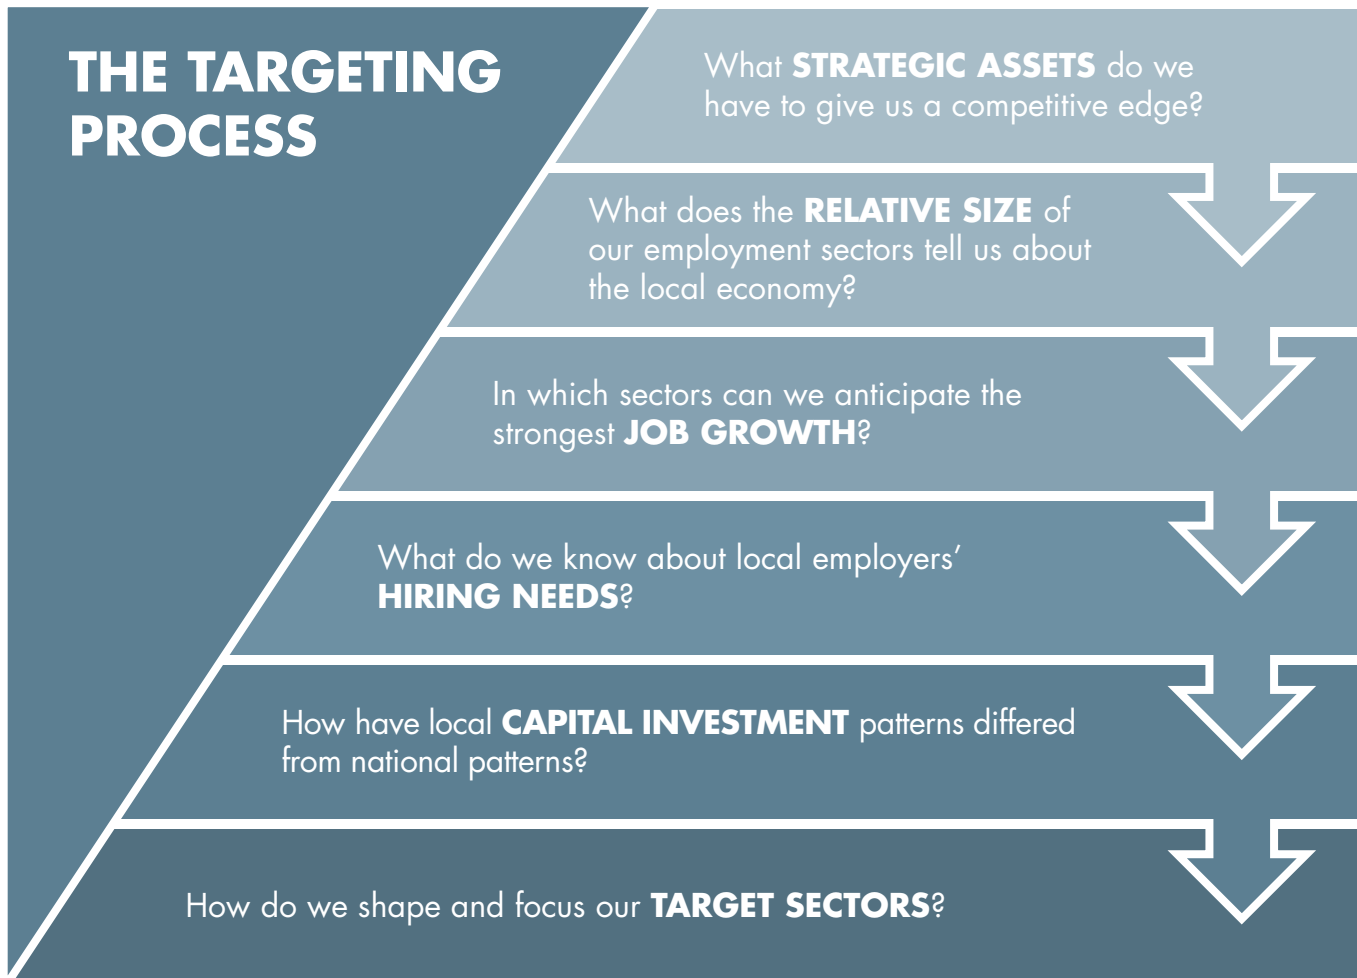 THE TARGETING
PROCESS
What STRATEGIC ASSETS do we
have to give us a competitive edge?
What does the RELATIVE SIZE of
our employment sectors tell us about
the local economy?
In which sectors can we anticipate the
strongest JOB GROWTH?
What do we know about local employers’
HIRING NEEDS?
How have local CAPITAL INVESTMENT patterns differed
from national patterns?
How do we shape and focus our TARGET SECTORS?